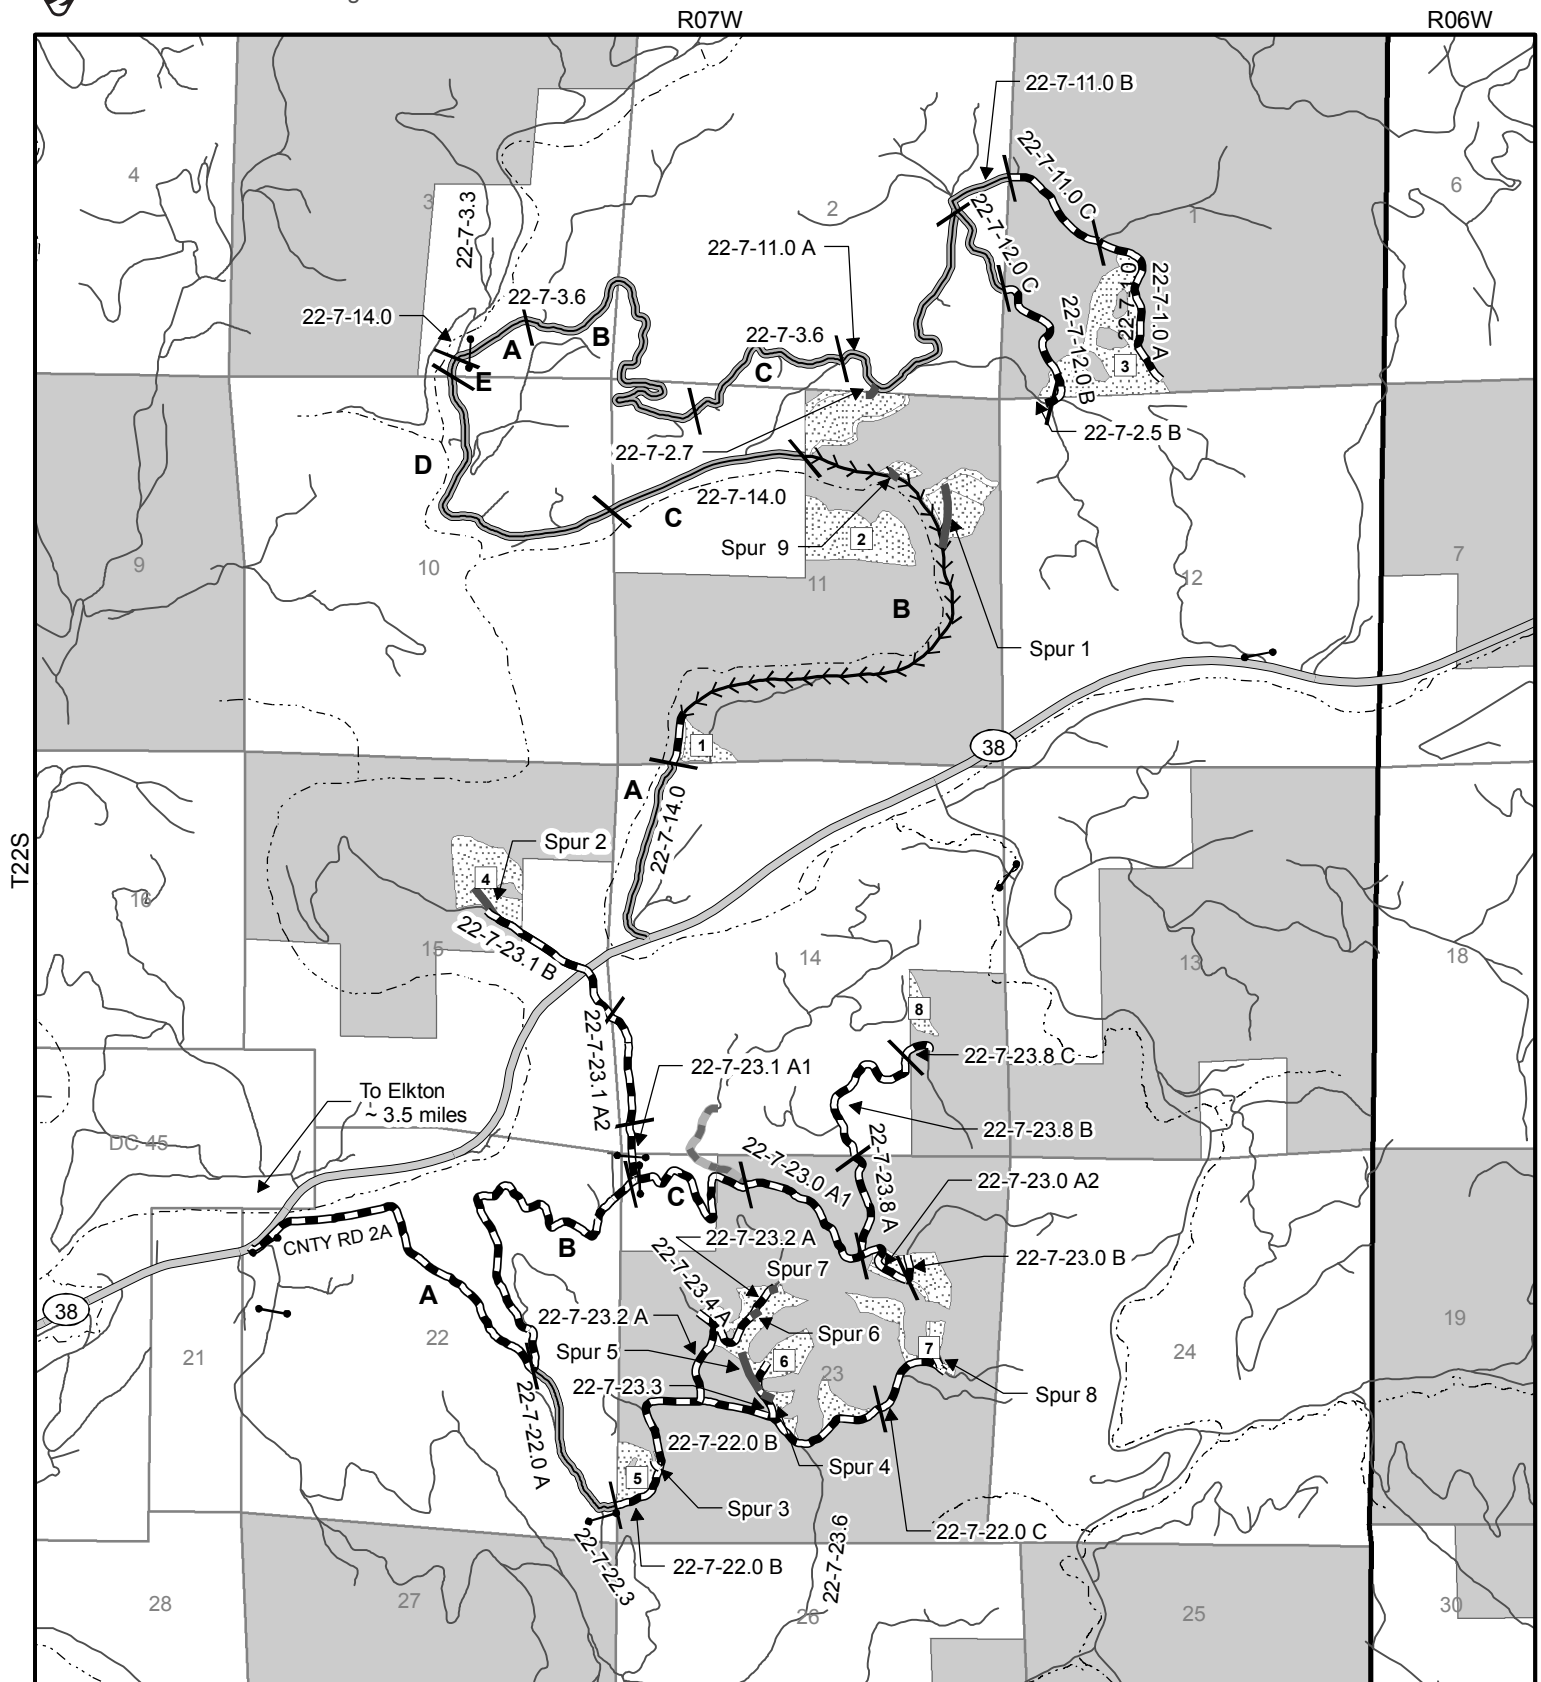 R07W
R06W
22-7-11.0 B
22-7-11.0 C
4
3
2
1
6
22-7-3.3
22-7-11.0 A
22-7-12.0 C
22-7-1.0
22-7-1.0 A
22-7-3.6
22-7-14.0
B
22-7-3.6
22-7-12.0 B
A
C
3
E
22-7-2.5 B
22-7-2.7
D
22-7-14.0
C
Spur 9
2
9
10
11
12
7
B
Spur 1
38
1
A
22-7-14.0
T22S
Spur 2
4
16
22-7-23.1 B
15
14
13
18
8
22-7-23.1 A2
22-7-23.8 C
22-7-23.1 A1
To Elkton
~ 3.5 miles
DC 45
22-7-23.8 B
22-7-23.0 A1
22-7-23.8 A
22-7-23.0 A2
C
CNTY RD 2A
B
22-7-23.2 A
22-7-23.0 B
22-7-23.4 A
Spur 7
A
38
22-7-23.2 A
Spur 6
22
21
Spur 5
6
7
23
24
19
22-7-23.3
Spur 8
22-7-22.0 A
22-7-22.0 B
Spur 4
5
Spur 3
22-7-22.0 C
22-7-22.3
22-7-22.0 B
22-7-23.6
28
27
26
25
30